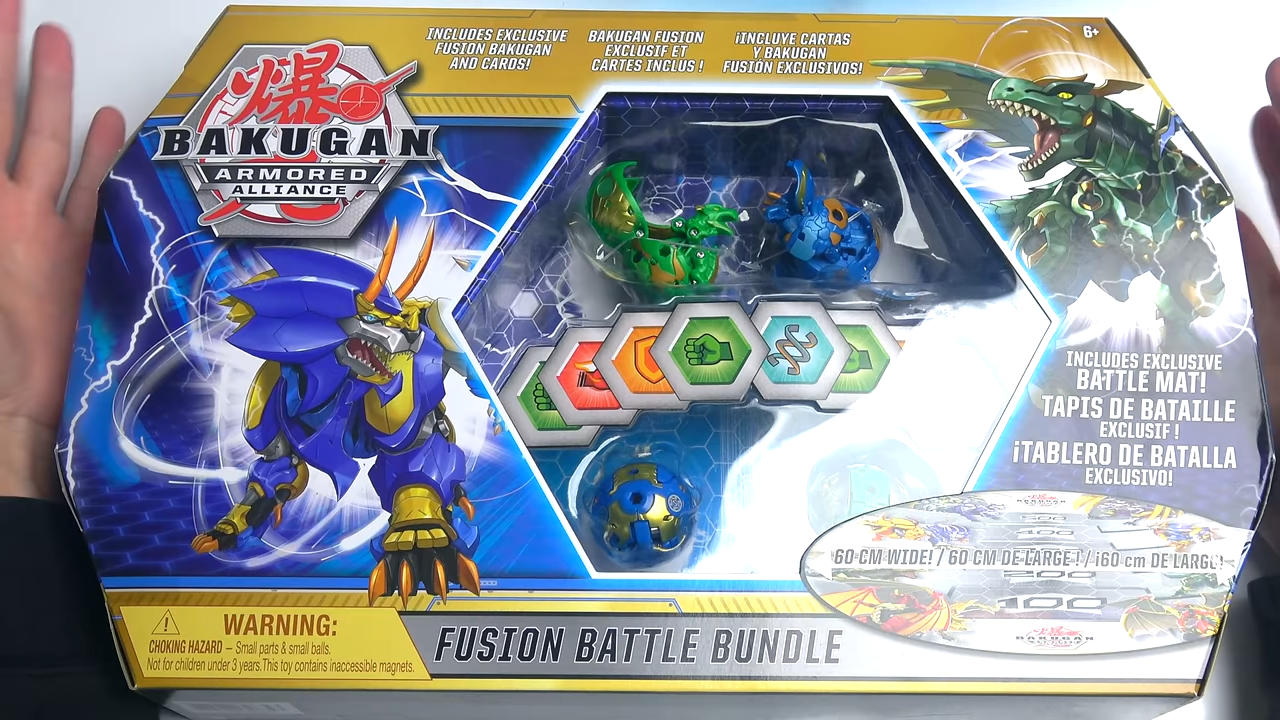 INCLUDES EXCLUSIVE
FUSION BAKUGAN
AND CARDS!
BAKUGAN FUSION
EXCLUSIF ET
CARTES INCLUS !
¡INCLUYE CARTAS
Y BAKUGAN
FUSIÓN EXCLUSIVOS!
6+
爆
BAKUGAN
ARMORED
ALLIANCE
INCLUDES EXCLUSIVE
BATTLE MAT!
TAPIS DE BATAILLE
EXCLUSIF !
¡TABLERO DE BATALLA
EXCLUSIVO!
60 CM WIDE! / 60 CM DE LARGE! / ¡60 cm DE LARGO!
200
100
BAKUGAN
WARNING:
CHOKING HAZARD – Small parts & small balls.
Not for children under 3 years. This toy contains inaccessible magnets.
FUSION BATTLE BUNDLE